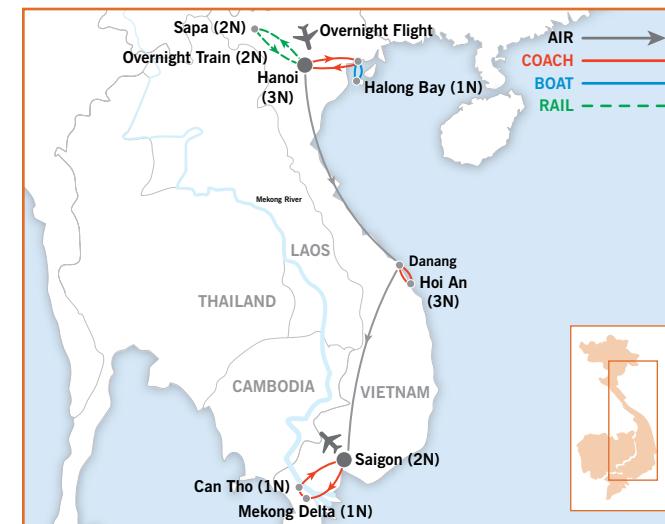 Sapa (2N)
Overnight Flight
Overnight Train (2N)
Hanoi
(3N)
Halong Bay (1N)
AIR
COACH
BOAT
RAIL
Mekong River
LAOS
Danang
Hoi An
(3N)
THAILAND
CAMBODIA
VIETNAM
Saigon (2N)
Can Tho (1N)
Mekong Delta (1N)